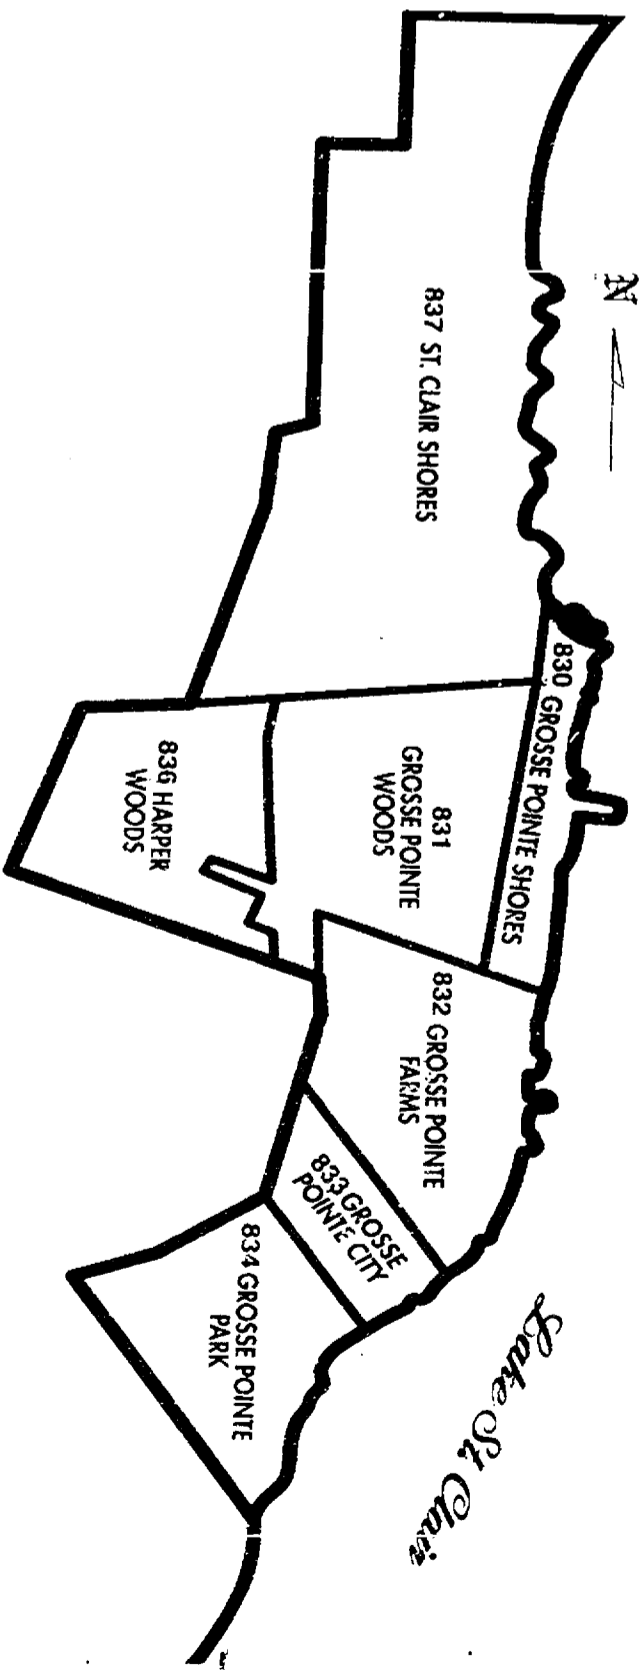 N
837 ST. CLAIR SHORES
830 GROSSE POINTE SHORES
831
GROSSE POINTE
WOODS
836 HARPER
WOODS
832 GROSSE POINTE
FARMS
833 GROSSE
POINTE CITY
834 GROSSE POINTE
PARK
Lake St. Clair